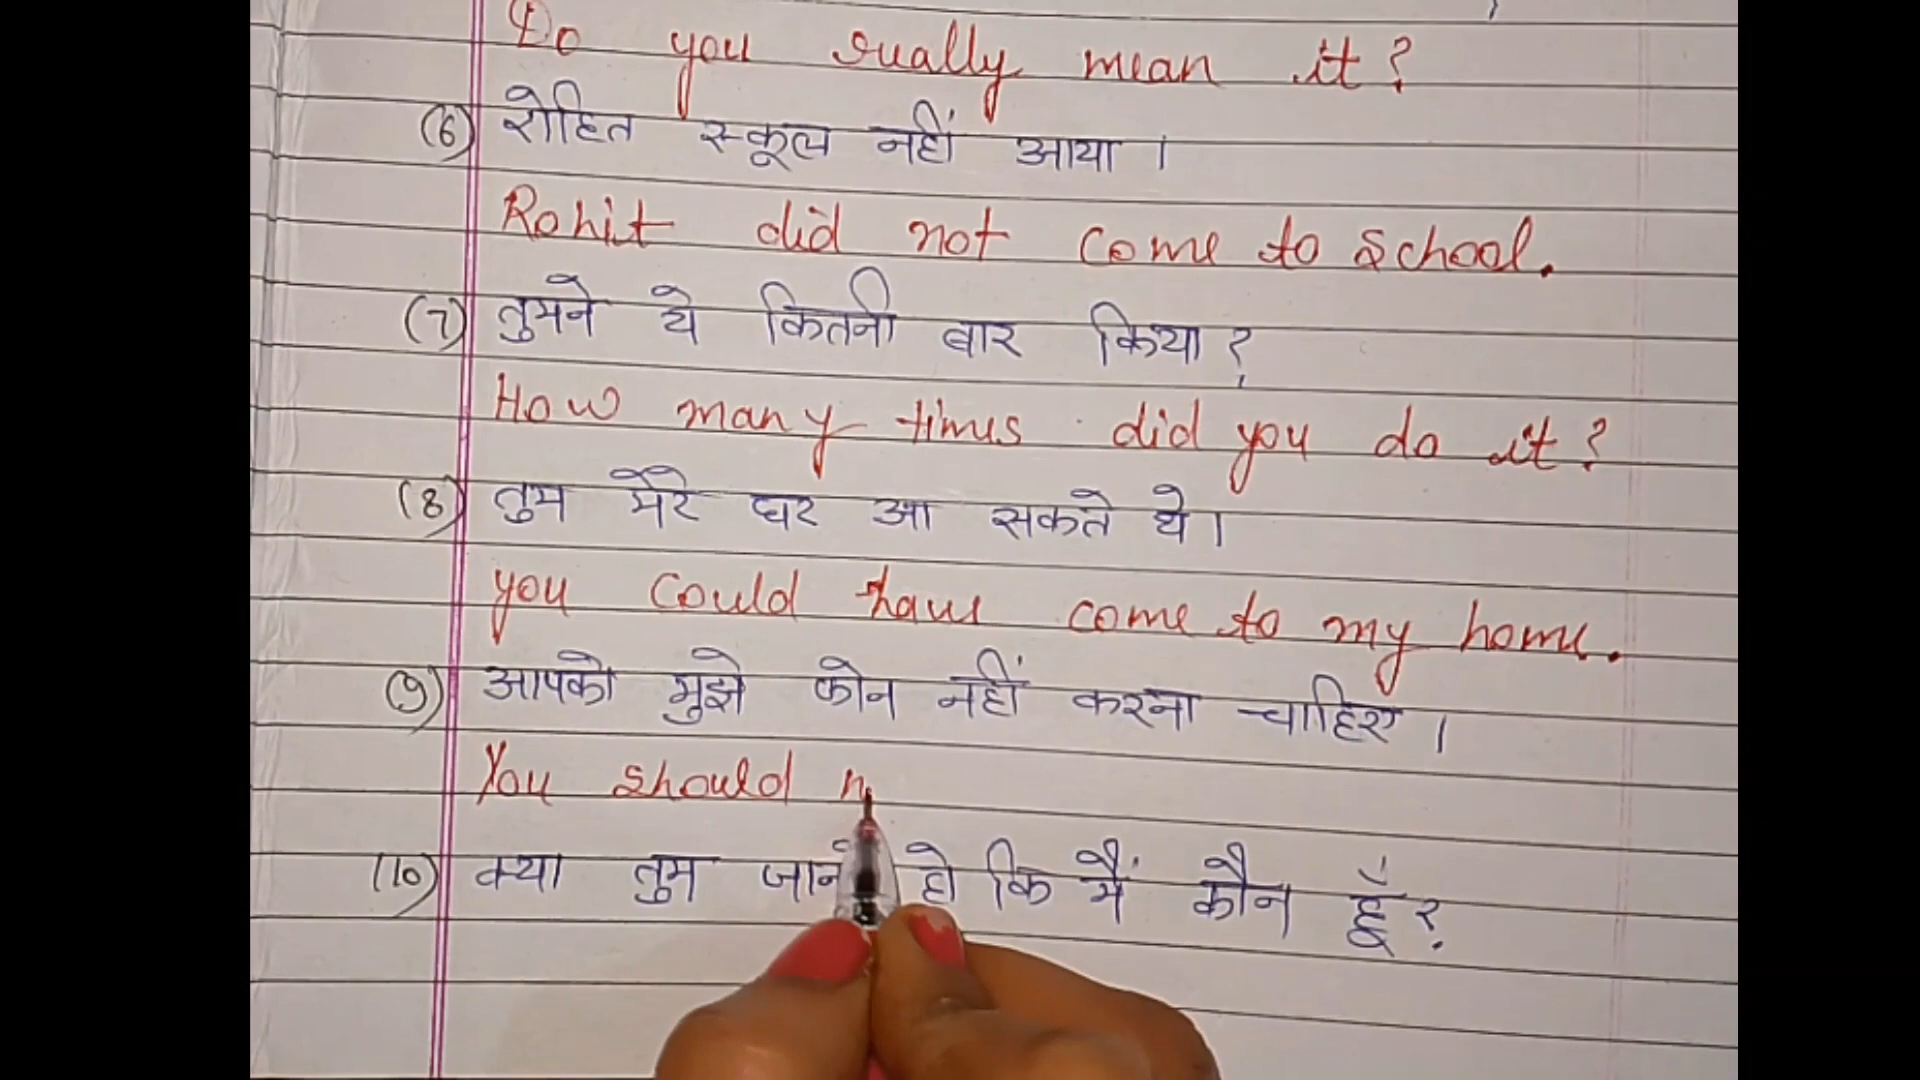 Do you really mean it?
(6) रोहित स्कूल नहीं आया ।
Rohit did not come to School.
(7) तुमने ये कितनी बार किया ?
How many times did you do it?
(8) तुम मेरे घर आ सकते थे ।
you could have come to my home.
(9) आपको मुझे फोन नहीं करना चाहिए ।
You should n
(10) क्या तुम हो कि मैं कौन हूँ ?